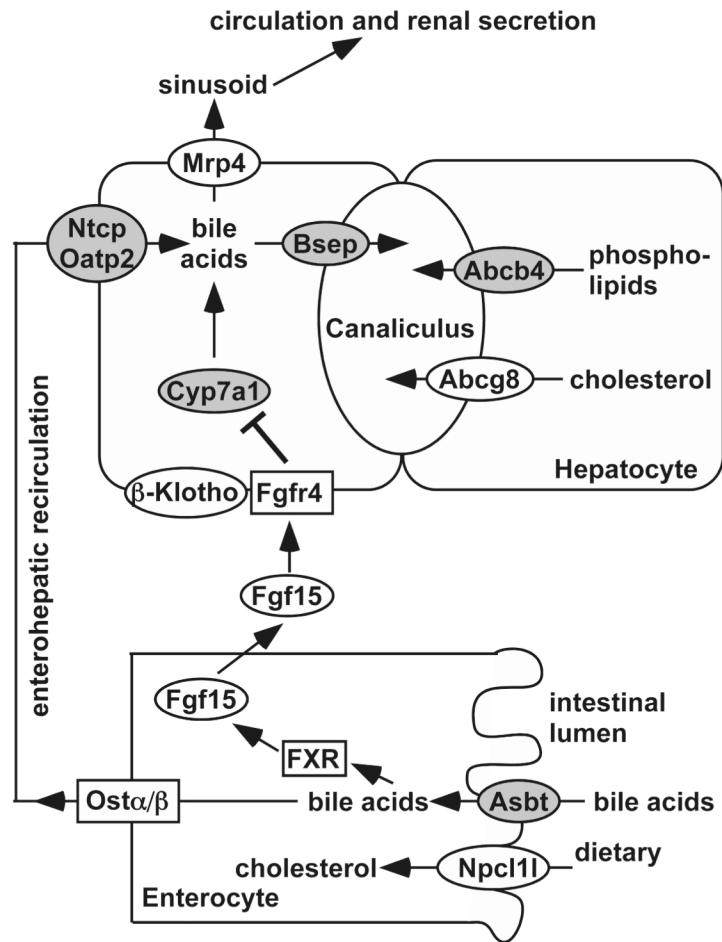 circulation and renal secretion
sinusoid
Mrp4
Ntcp
Oatp2
bile
acids
Bsep
Abcb4
phospho-
lipids
Canaliculus
Cyp7a1
Abcg8
cholesterol
Hepatocyte
β-Klotho
Fgfr4
enterohepatic recirculation
Fgf15
Fgf15
intestinal
lumen
FXR
Ostα/β
bile acids
Asbt
bile acids
cholesterol
Npcl1l
dietary
Enterocyte